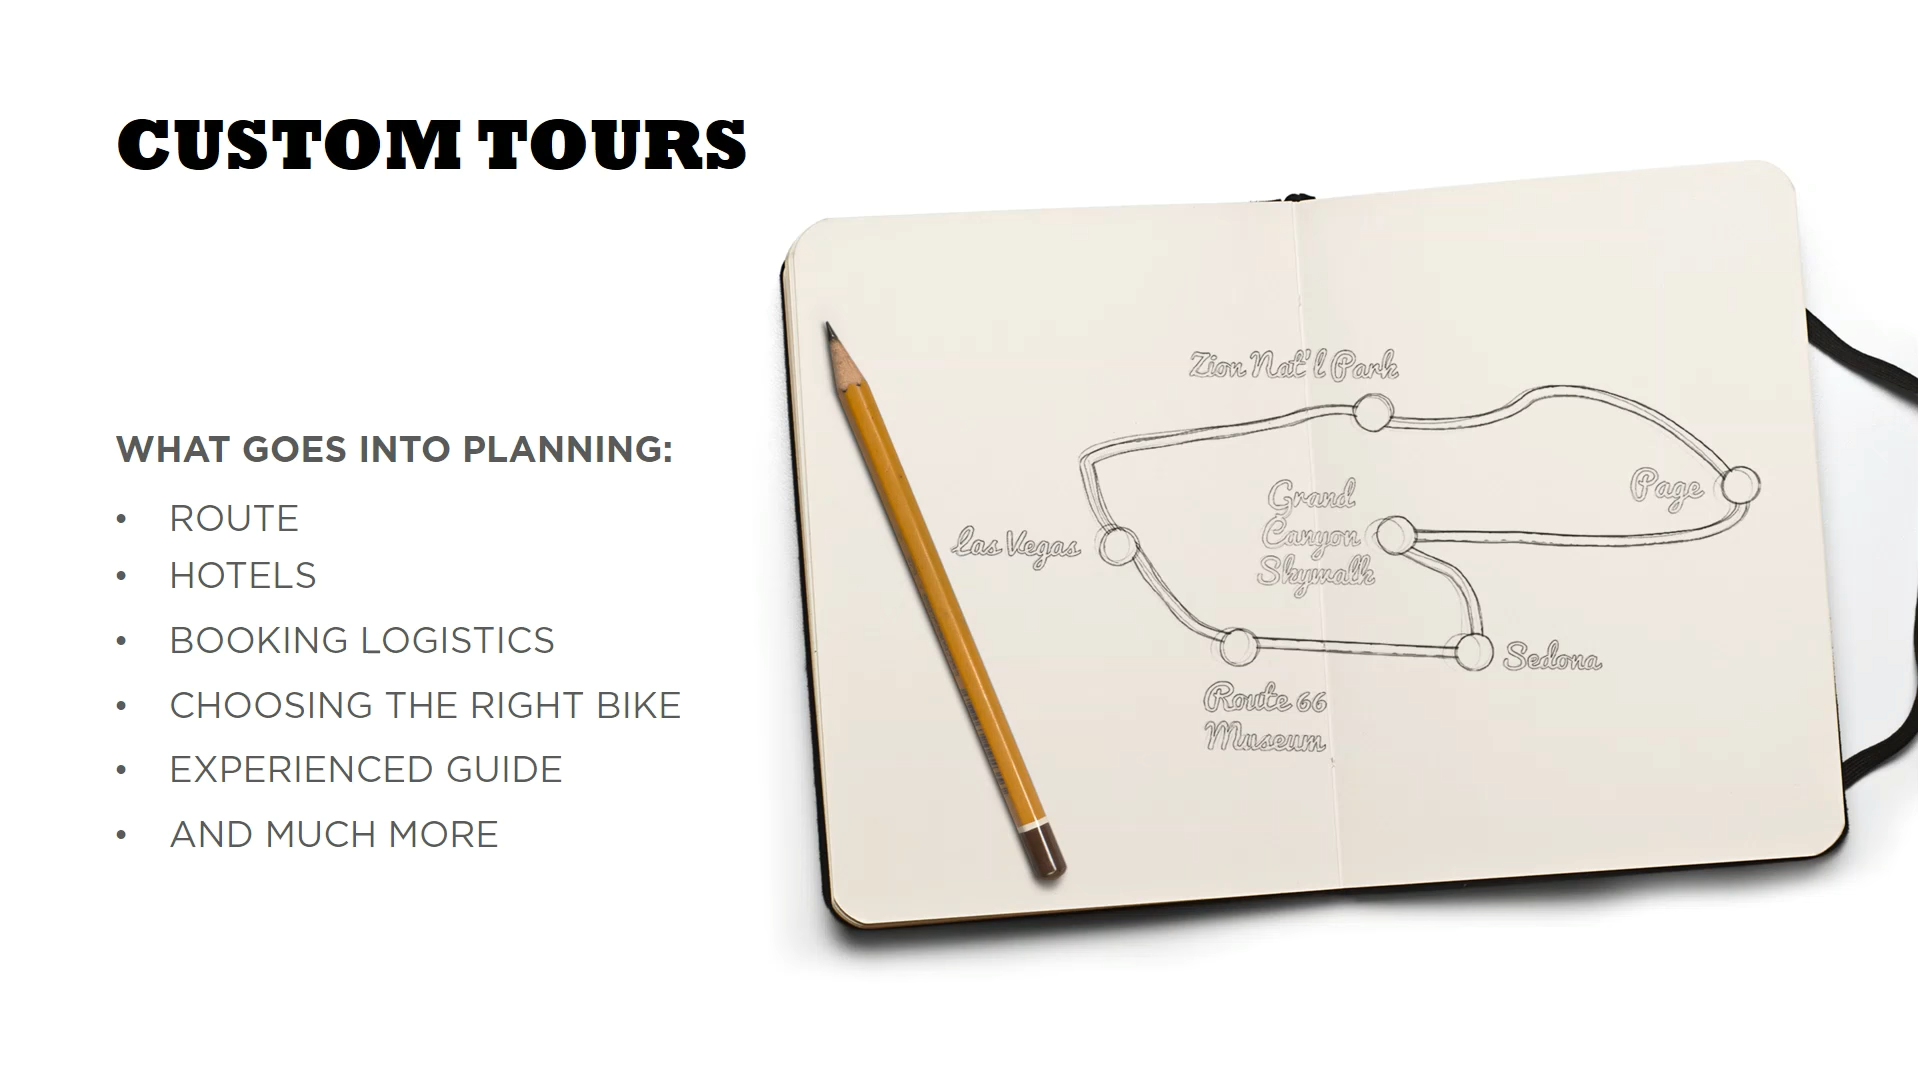 CUSTOM TOURS
WHAT GOES INTO PLANNING:
• ROUTE
• HOTELS
• BOOKING LOGISTICS
• CHOOSING THE RIGHT BIKE
• EXPERIENCED GUIDE
• AND MUCH MORE
Zion Nat'l Park
Page
Grand
Canyon
Skywalk
Las Vegas
Sedona
Route 66
Museum